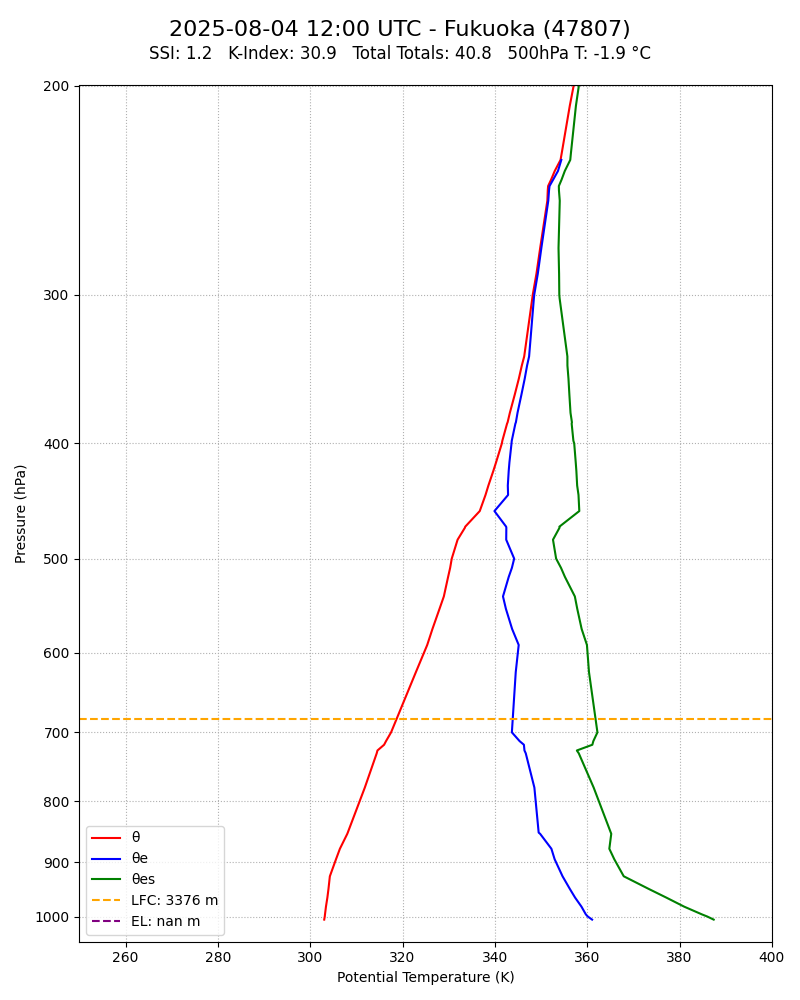 2025-08-04 12:00 UTC - Fukuoka (47807)
SSI: 1.2   K-Index: 30.9   Total Totals: 40.8   500hPa T: -1.9 °C
200
300
400
500
600
700
800
900
1000
Pressure (hPa)
θ
θe
θes
LFC: 3376 m
EL: nan m
260 280 300 320 340 360 380 400
Potential Temperature (K)